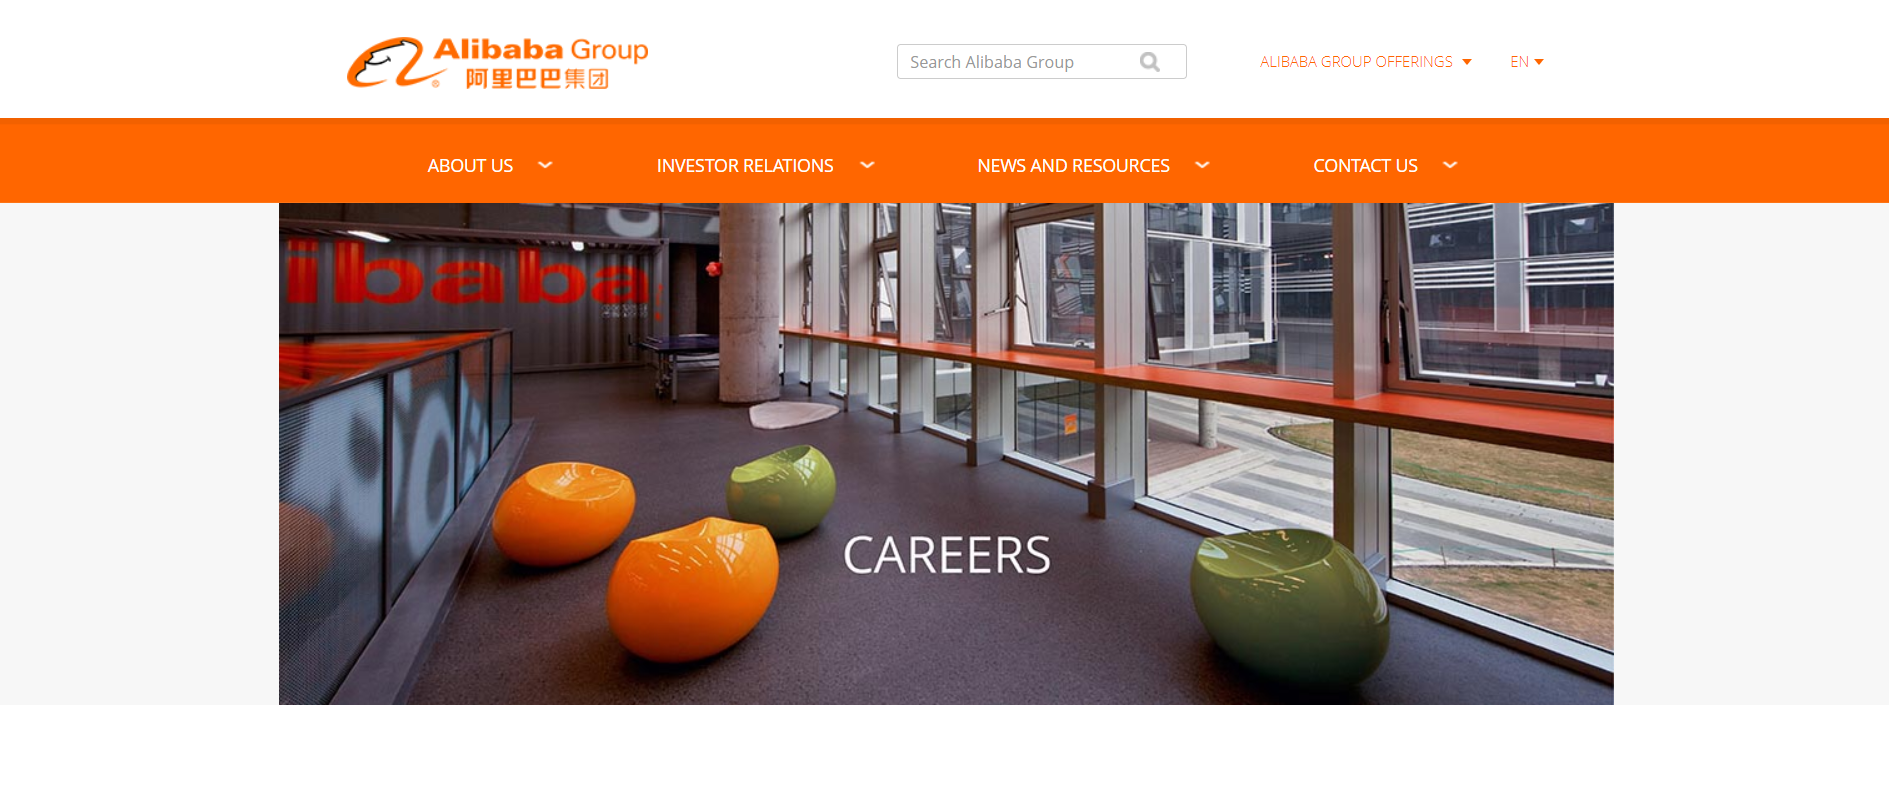 Alibaba Group
阿里巴巴集团
Search Alibaba Group
ALIBABA GROUP OFFERINGS
EN
ABOUT US
INVESTOR RELATIONS
NEWS AND RESOURCES
CONTACT US
ibaba
CAREERS